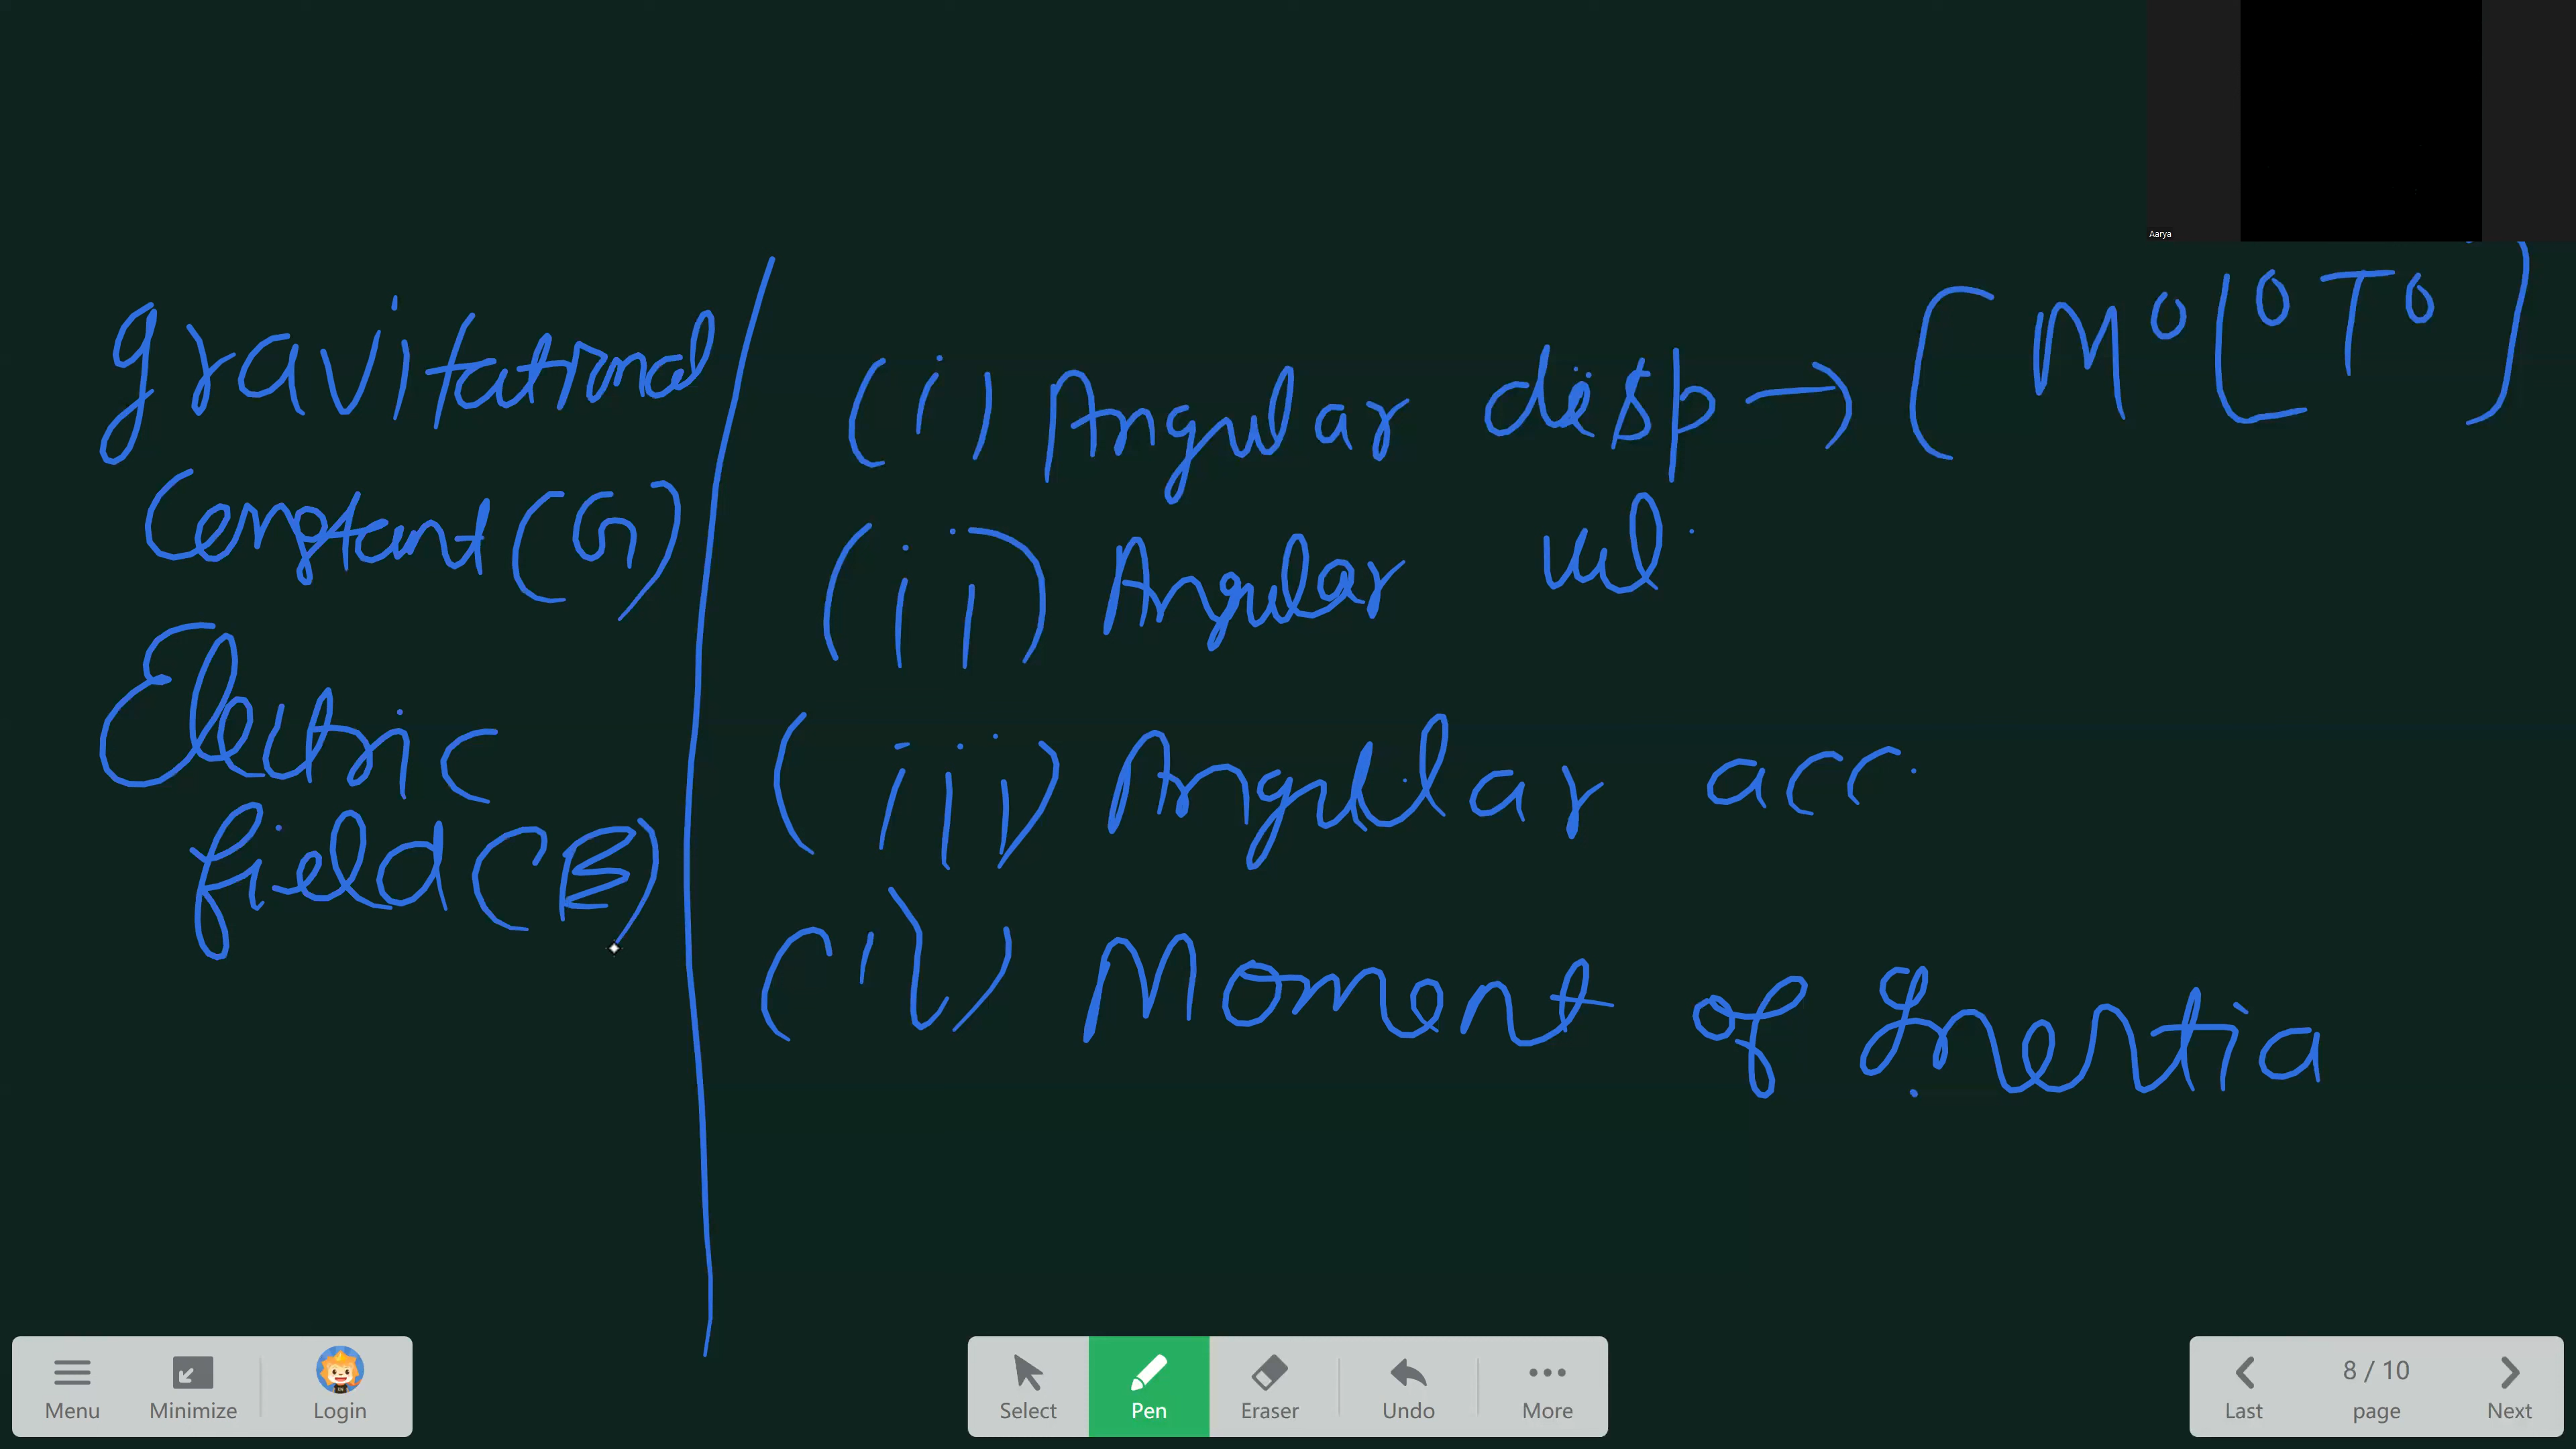 Aarya
gravitational
Constant (G)
Electric
field (E)
(i) Angular disp → [M⁰L⁰T⁰]
(ii) Angular vel.
(iii) Angular acc.
(iv) Moment of Inertia
Menu
Minimize
Login
Select
Pen
Eraser
Undo
More
Last
8 / 10
page
Next